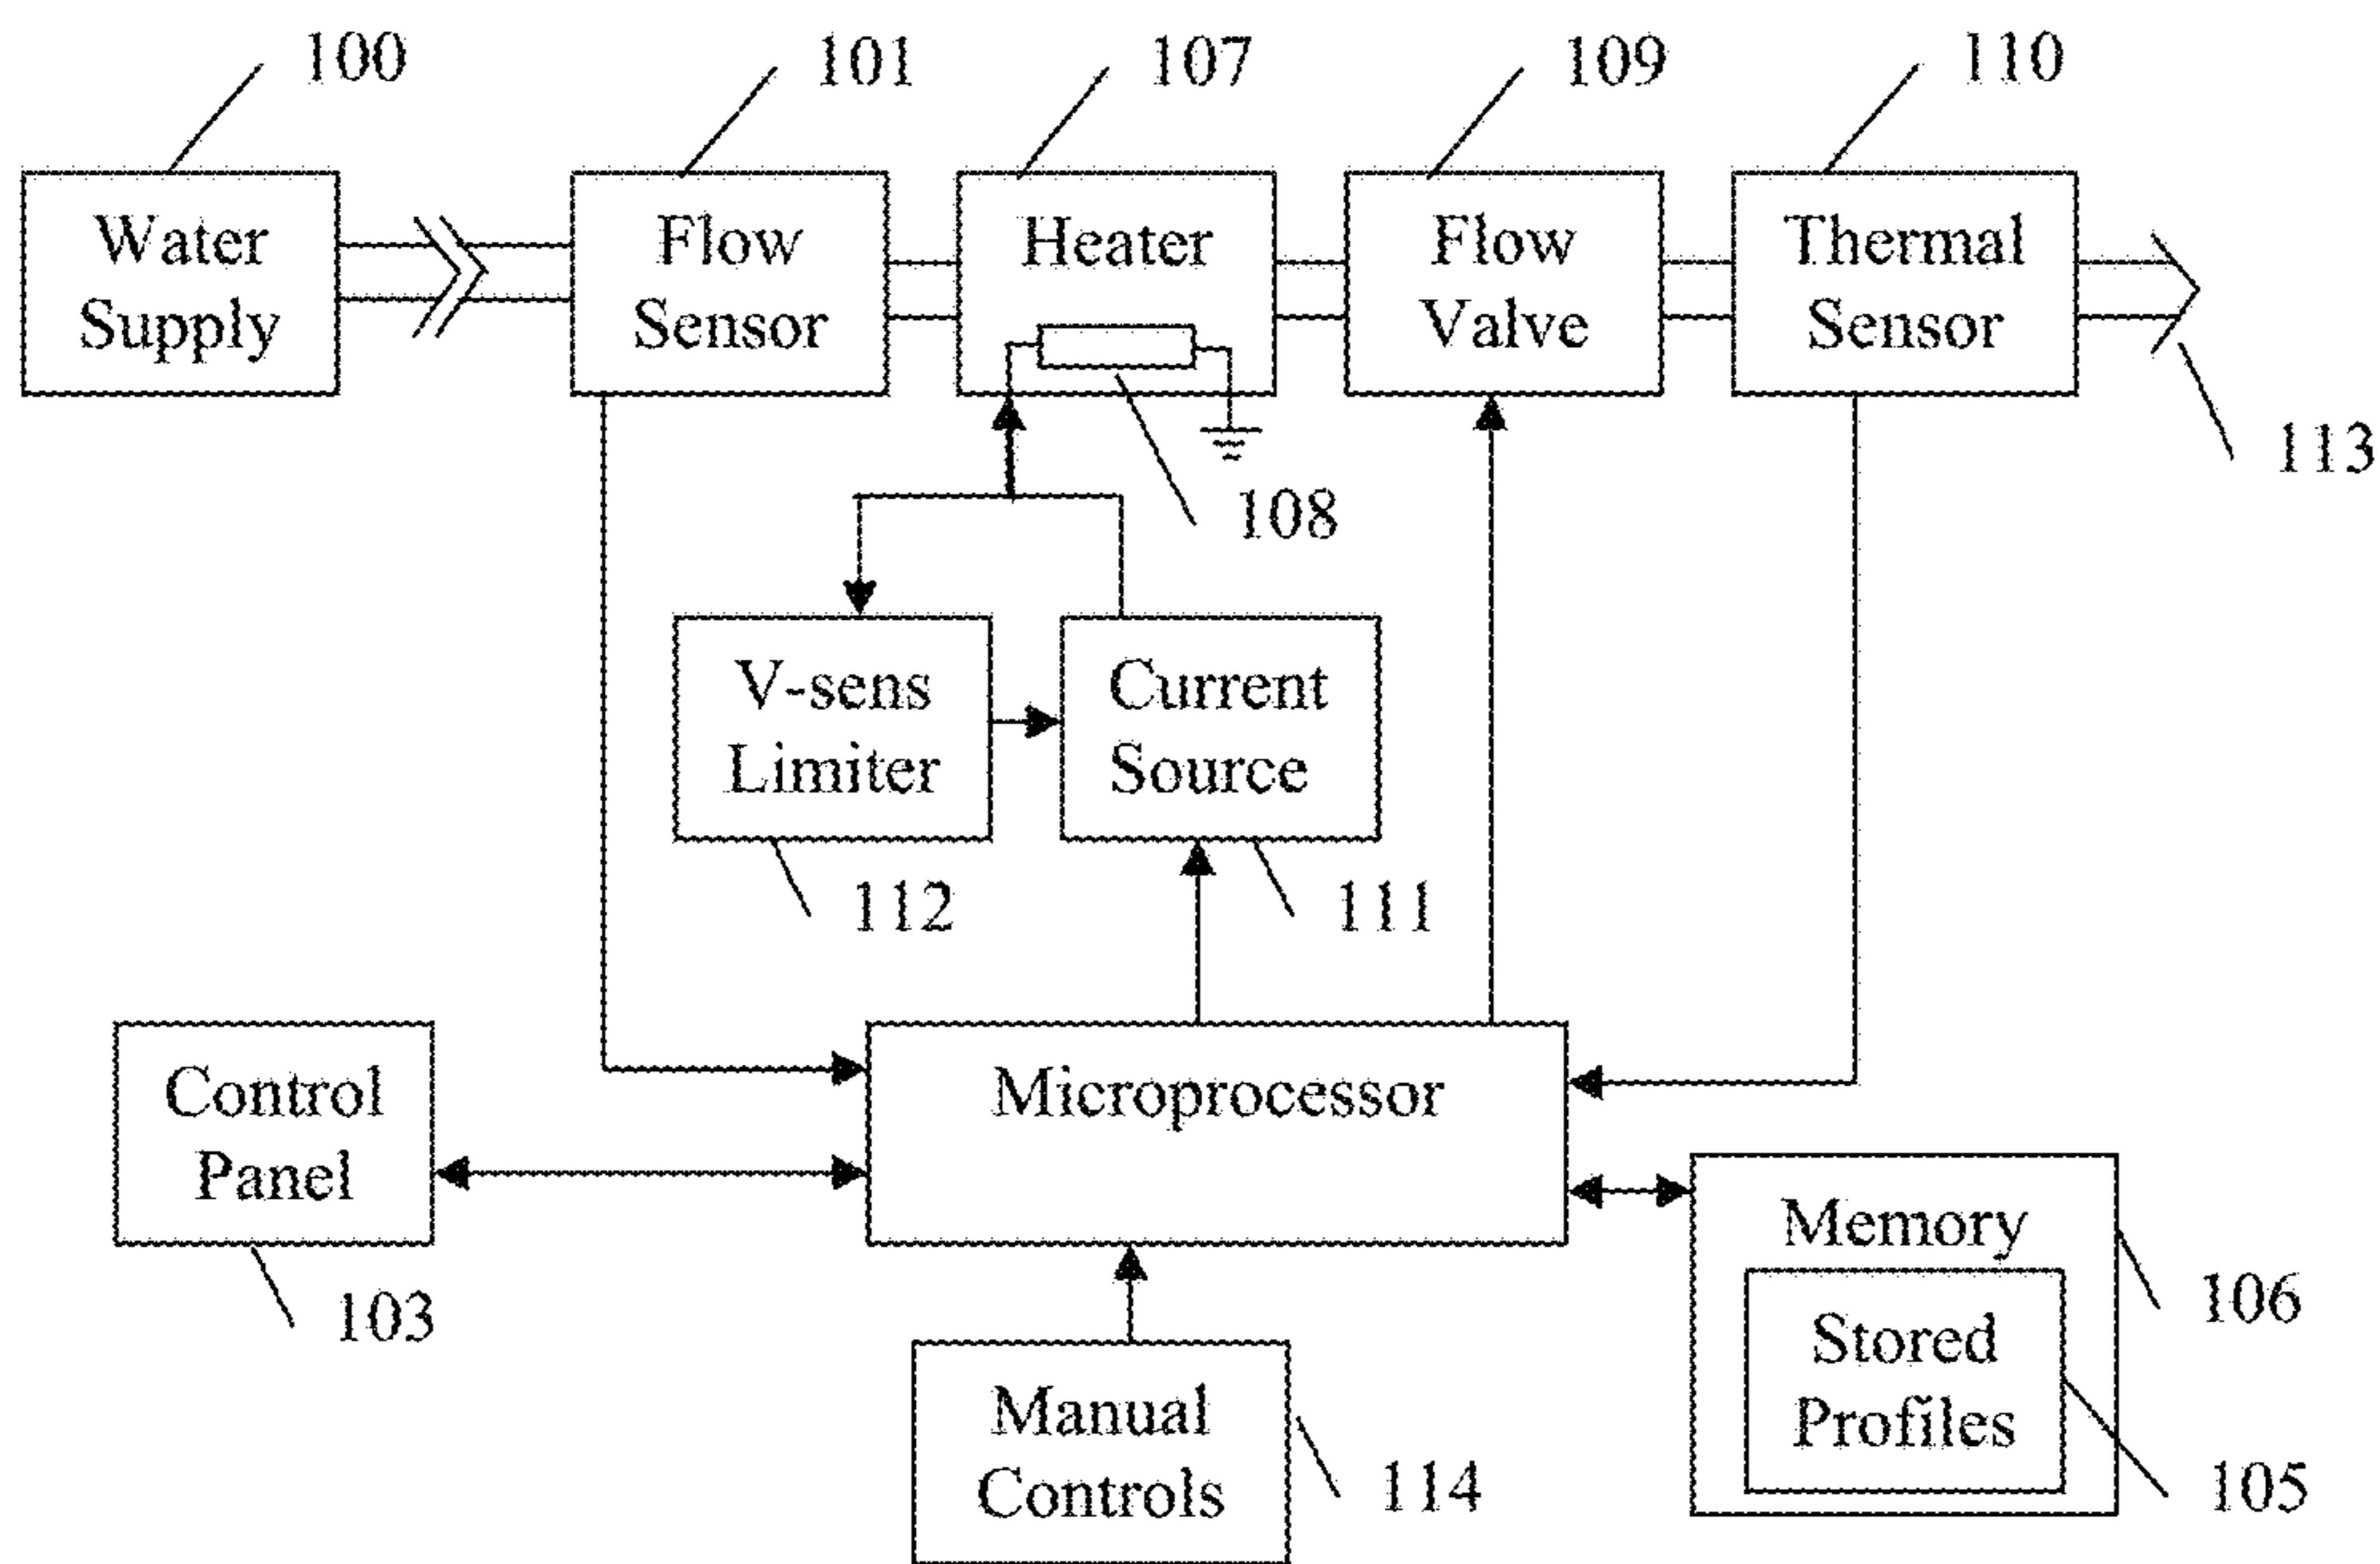 100
101
107
109
110
Water
Supply
Flow
Sensor
Heater
Flow
Valve
Thermal
Sensor
113
108
V-sens
Limiter
Current
Source
112
111
Control
Panel
Microprocessor
103
Memory
106
Stored
Profiles
105
Manual
Controls
114